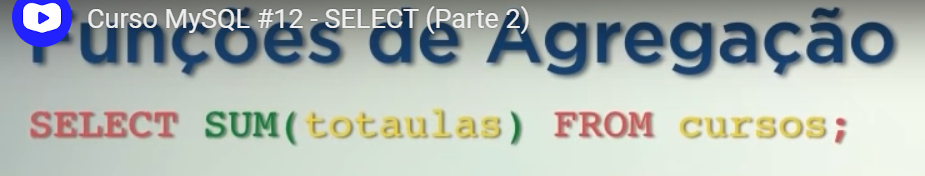 Curso MySQL #12 - SELECT (Parte 2)
Funções de Agregação
SELECT SUM(totaulas) FROM cursos;